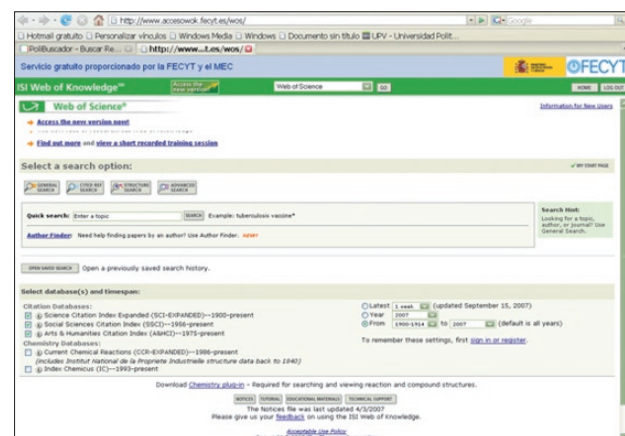 http://www.accesowok.fecyt.es/wos/
Google
Hotmail gratuito Personalizar vínculos Windows Media Windows Documento sin título UPV - Universidad Polit...
PoliBuscador - Buscar Re... http://www...t.es/wos/
Servicio gratuito proporcionado por la FECYT y el MEC
FECYT
ISI Web of Knowledge℠ Access the new version Web of Science GO HOME LOG OUT
Web of Science® Information for New Users
Access the new version now!
Find out more and view a short recorded training session
Select a search option: MY START PAGE
GENERAL SEARCH CITED REF SEARCH STRUCTURE SEARCH ADVANCED SEARCH
Quick search: Enter a topic SEARCH Example: tuberculosis vaccine*
Author Finder: Need help finding papers by an author? Use Author Finder. NEW!!
Search Hint:
Looking for a topic,
author, or journal? Use
General Search.
OPEN SAVED SEARCH Open a previously saved search history.
Select database(s) and timespan:
Citation Databases:
Science Citation Index Expanded (SCI-EXPANDED)--1900-present
Social Sciences Citation Index (SSCI)--1956-present
Arts & Humanities Citation Index (A&HCI)--1975-present
Chemistry Databases:
Current Chemical Reactions (CCR-EXPANDED)--1986-present
(includes Institut National de la Propriete Industrielle structure data back to 1840)
Index Chemicus (IC)--1993-present
Latest 1 week (updated September 15, 2007)
Year 2007
From 1900-1914 to 2007 (default is all years)
To remember these settings, first sign in or register.
Download Chemistry plug-in - Required for searching and viewing reaction and compound structures.
NOTICES TUTORIAL EDUCATIONAL MATERIALS TECHNICAL SUPPORT
The Notices file was last updated 4/3/2007
Please give us your feedback on using the ISI Web of Knowledge.
Acceptable Use Policy